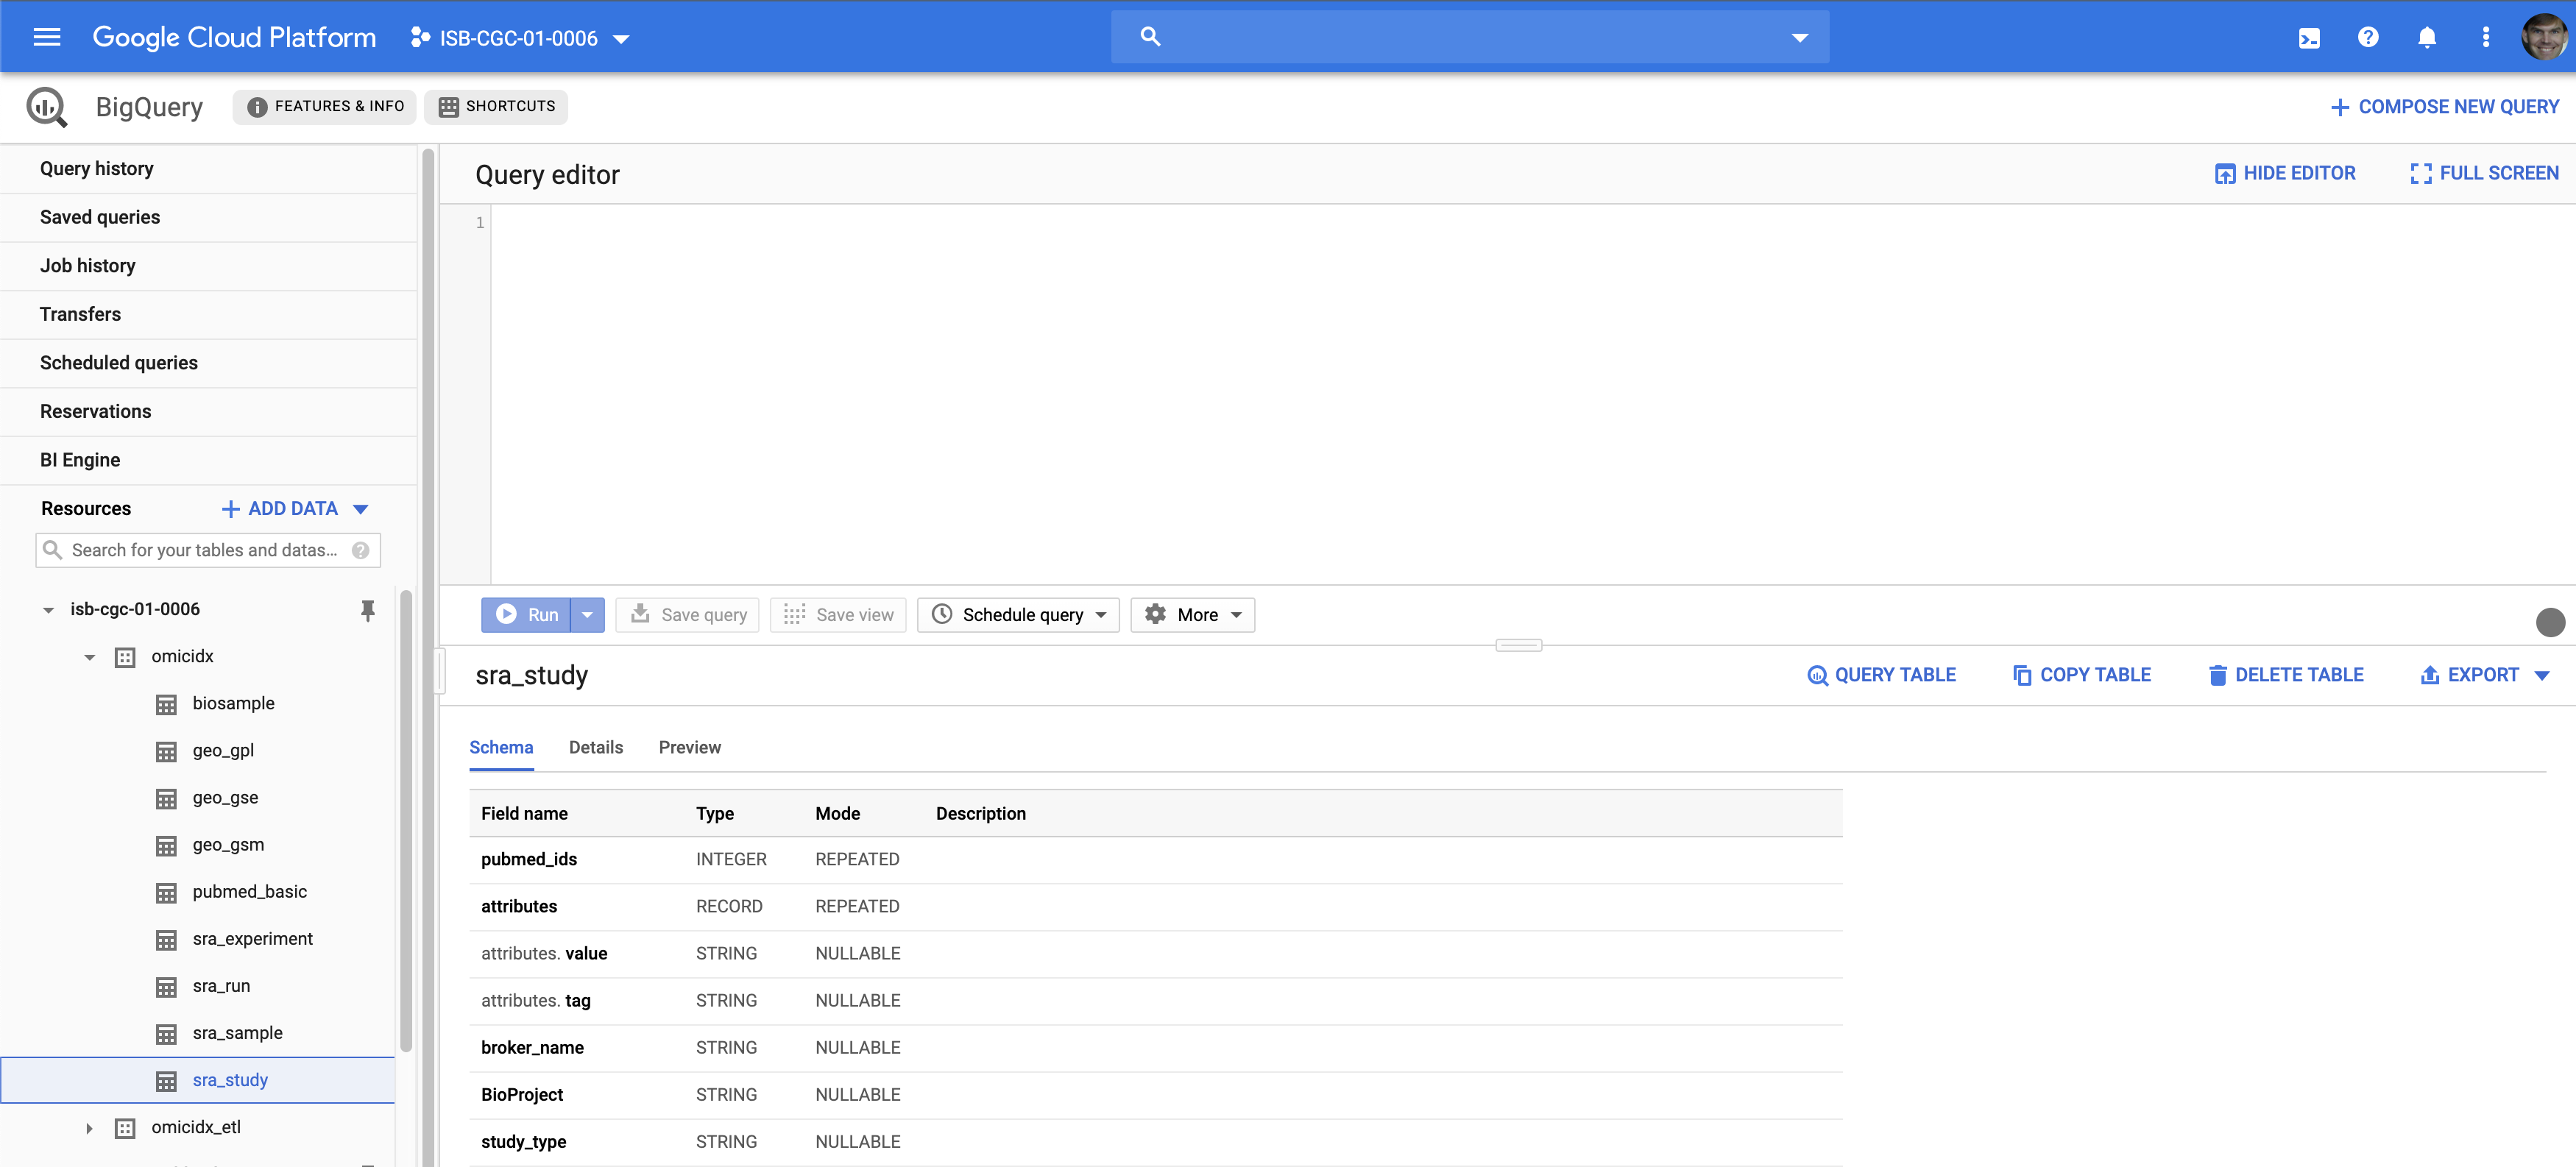 Google Cloud Platform ISB-CGC-01-0006
BigQuery FEATURES & INFO SHORTCUTS COMPOSE NEW QUERY
Query history
Saved queries
Job history
Transfers
Scheduled queries
Reservations
BI Engine
Resources ADD DATA
Search for your tables and datas... ?
isb-cgc-01-0006
omicidx
biosample
geo_gpl
geo_gse
geo_gsm
pubmed_basic
sra_experiment
sra_run
sra_sample
sra_study
omicidx_etl
Query editor HIDE EDITOR FULL SCREEN
1
Run Save query Save view Schedule query More
sra_study QUERY TABLE COPY TABLE DELETE TABLE EXPORT
Schema Details Preview
Field name Type Mode Description
pubmed_ids INTEGER REPEATED
attributes RECORD REPEATED
attributes. value STRING NULLABLE
attributes. tag STRING NULLABLE
broker_name STRING NULLABLE
BioProject STRING NULLABLE
study_type STRING NULLABLE